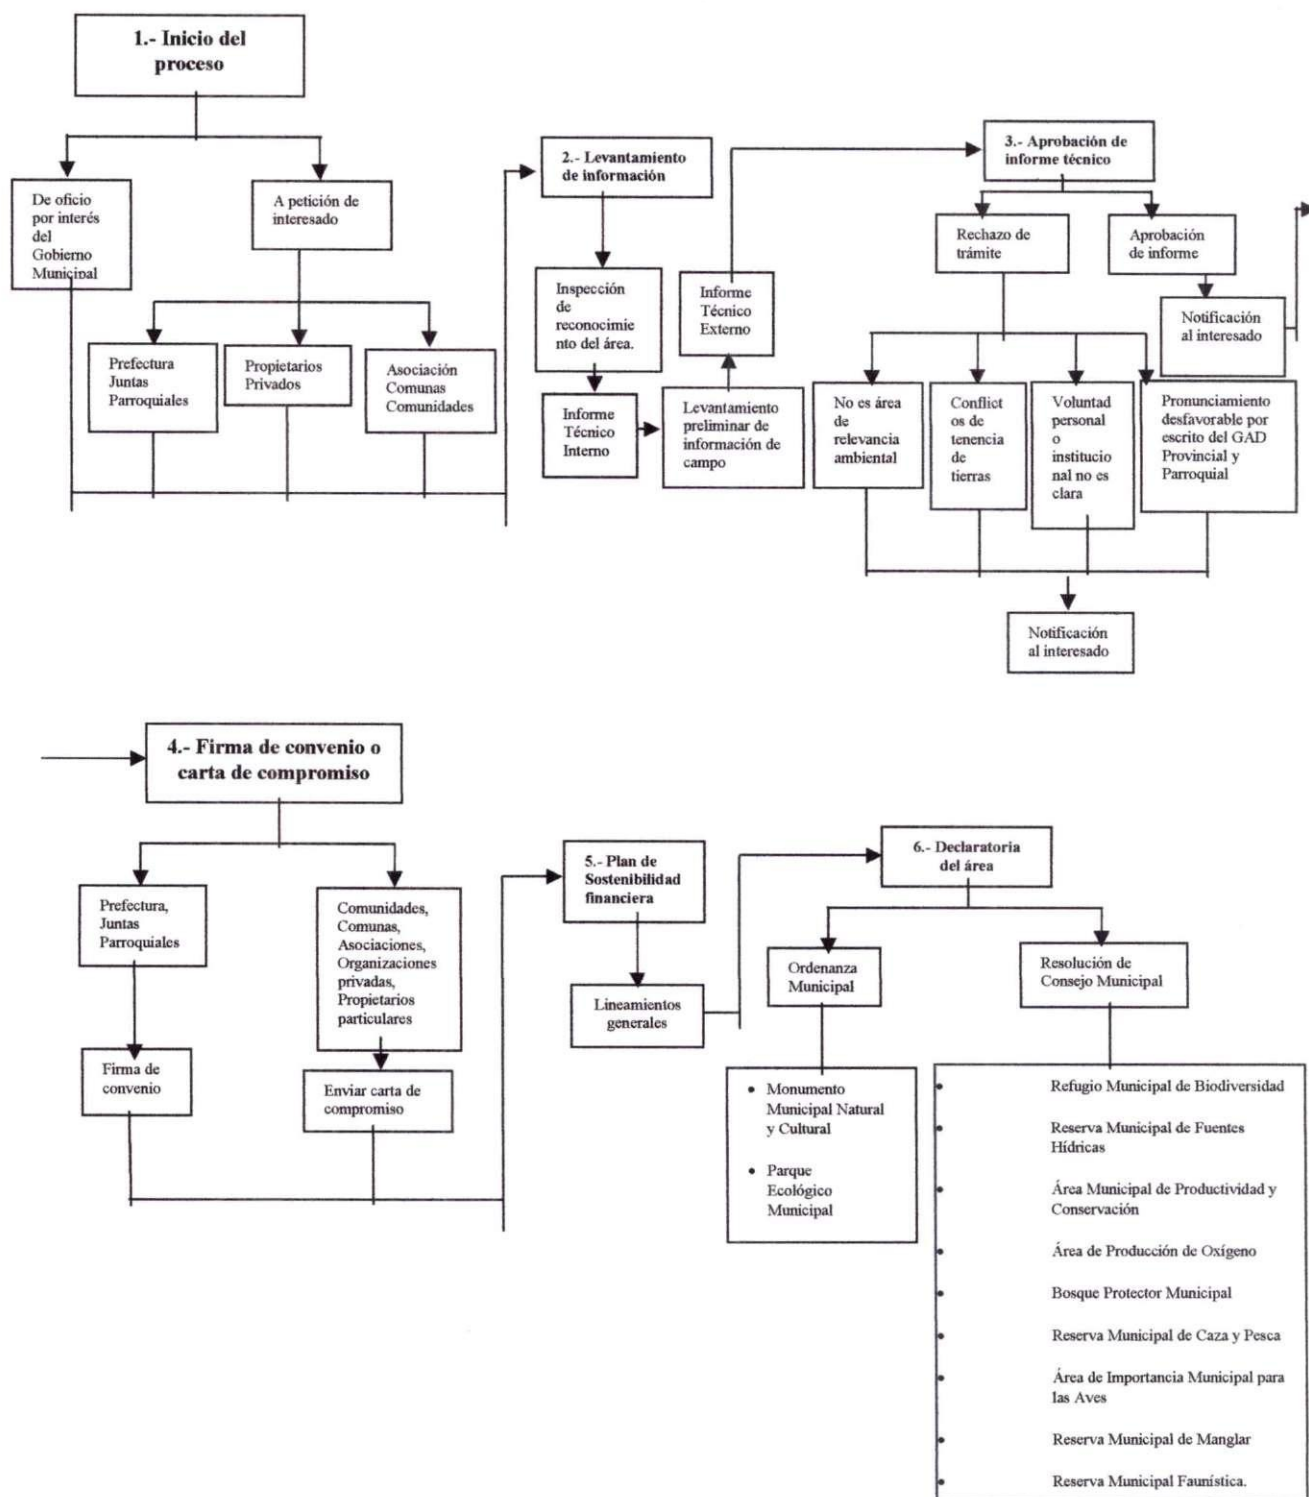 1.- Inicio del
proceso
De oficio
por interés
del
Gobierno
Municipal
A petición de
interesado
Prefectura
Juntas
Parroquiales
Propietarios
Privados
Asociación
Comunas
Comunidades
2.- Levantamiento
de información
Inspección
de
reconocimie
nto del área.
Informe
Técnico
Interno
Levantamiento
preliminar de
información de
campo
Informe
Técnico
Externo
3.- Aprobación de
informe técnico
Rechazo de
trámite
Aprobación
de informe
Notificación
al interesado
No es área
de
relevancia
ambiental
Conflict
os de
tenencia
de
tierras
Voluntad
personal
o
institucio
nal no es
clara
Pronunciamiento
desfavorable por
escrito del GAD
Provincial y
Parroquial
Notificación
al interesado
4.- Firma de convenio o
carta de compromiso
Prefectura,
Juntas
Parroquiales
Firma de
convenio
Comunidades,
Comunas,
Asociaciones,
Organizaciones
privadas,
Propietarios
particulares
Enviar carta de
compromiso
5.- Plan de
Sostenibilidad
financiera
Lineamientos
generales
6.- Declaratoria
del área
Ordenanza
Municipal
• Monumento
Municipal Natural
y Cultural
• Parque
Ecológico
Municipal
Resolución de
Consejo Municipal
• Refugio Municipal de Biodiversidad
• Reserva Municipal de Fuentes
Hídricas
• Área Municipal de Productividad y
Conservación
• Área de Producción de Oxígeno
• Bosque Protector Municipal
• Reserva Municipal de Caza y Pesca
• Área de Importancia Municipal para
las Aves
• Reserva Municipal de Manglar
• Reserva Municipal Faunística.